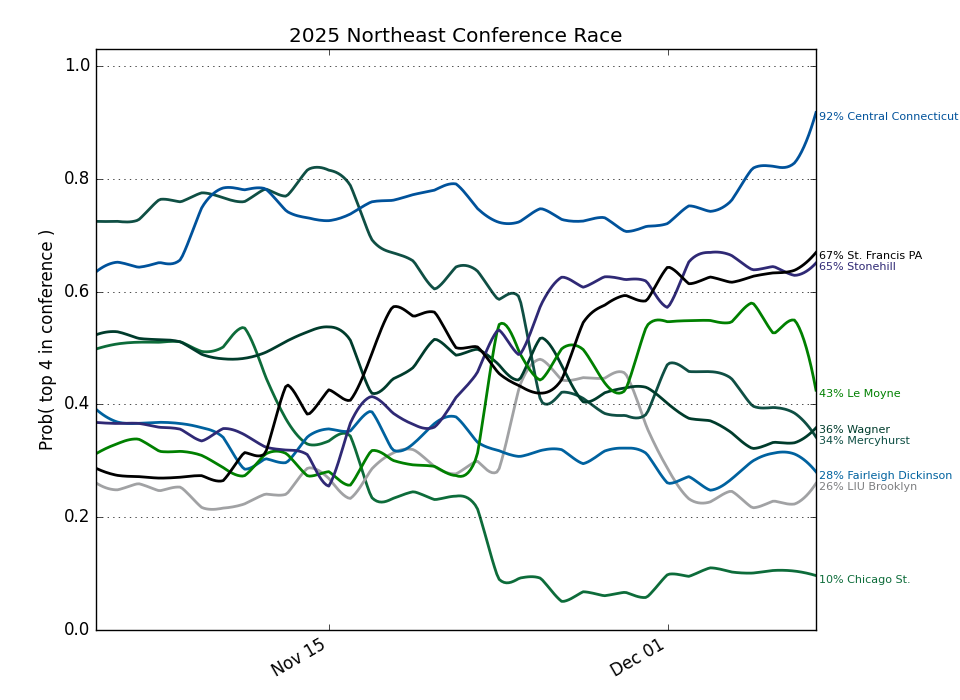 2025 Northeast Conference Race
Prob( top 4 in conference )
1.0
0.8
0.6
0.4
0.2
0.0
Nov 15
Dec 01
92% Central Connecticut
67% St. Francis PA
65% Stonehill
43% Le Moyne
36% Wagner
34% Mercyhurst
28% Fairleigh Dickinson
26% LIU Brooklyn
10% Chicago St.